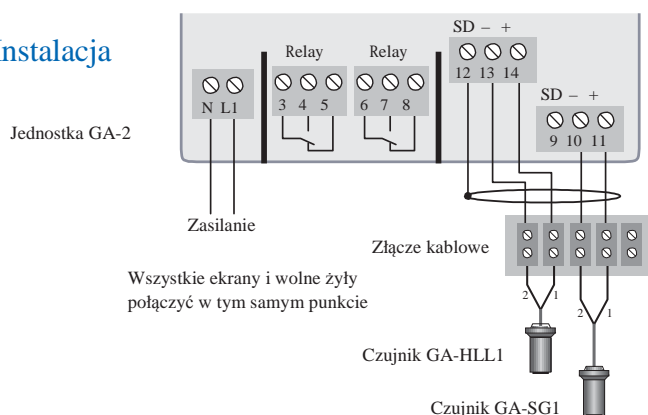 Instalacja
SD – +
Relay Relay
12 13 14
SD – +
N L1 3 4 5 6 7 8
9 10 11
Jednostka GA-2
Zasilanie
Złącze kablowe
Wszystkie ekrany i wolne żyły
połączyć w tym samym punkcie
2 1
2 1
Czujnik GA-HLL1
Czujnik GA-SG1